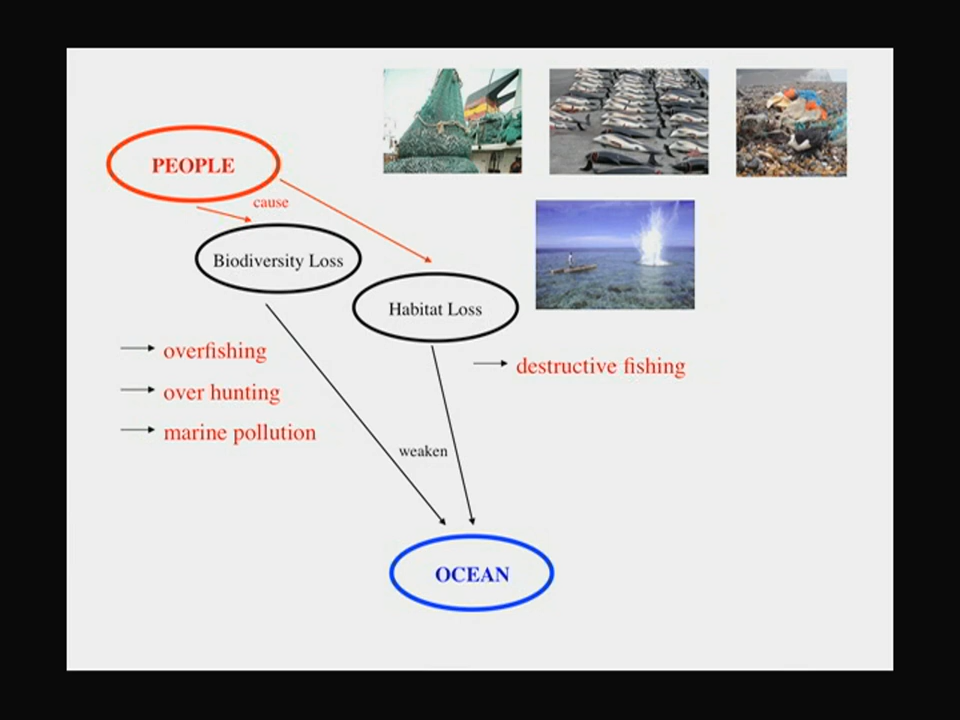 PEOPLE
cause
Biodiversity Loss
Habitat Loss
overfishing
over hunting
marine pollution
destructive fishing
weaken
OCEAN